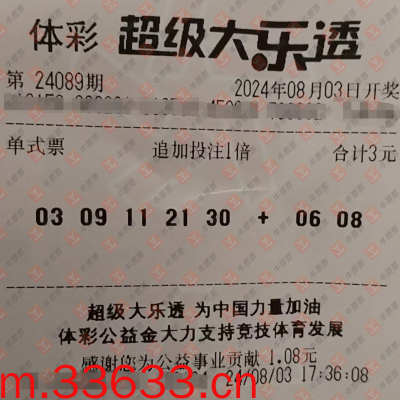 体彩 超级大乐透
第 24089期 2024年08月03日开奖
单式票 追加投注1倍 合计3元
03 09 11 21 30 + 06 08
超级大乐透 为中国力量加油
体彩公益金大力支持竞技体育发展
感谢您为公益事业贡献 1.08元
24/08/03 17:36:08
m.33633.cn